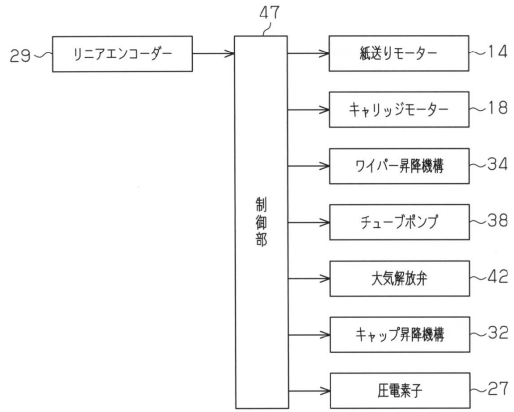 47
29
リニアエンコーダー
制御部
紙送りモーター
14
キャリッジモーター
18
ワイパー昇降機構
34
チューブポンプ
38
大気解放弁
42
キャップ昇降機構
32
圧電素子
27